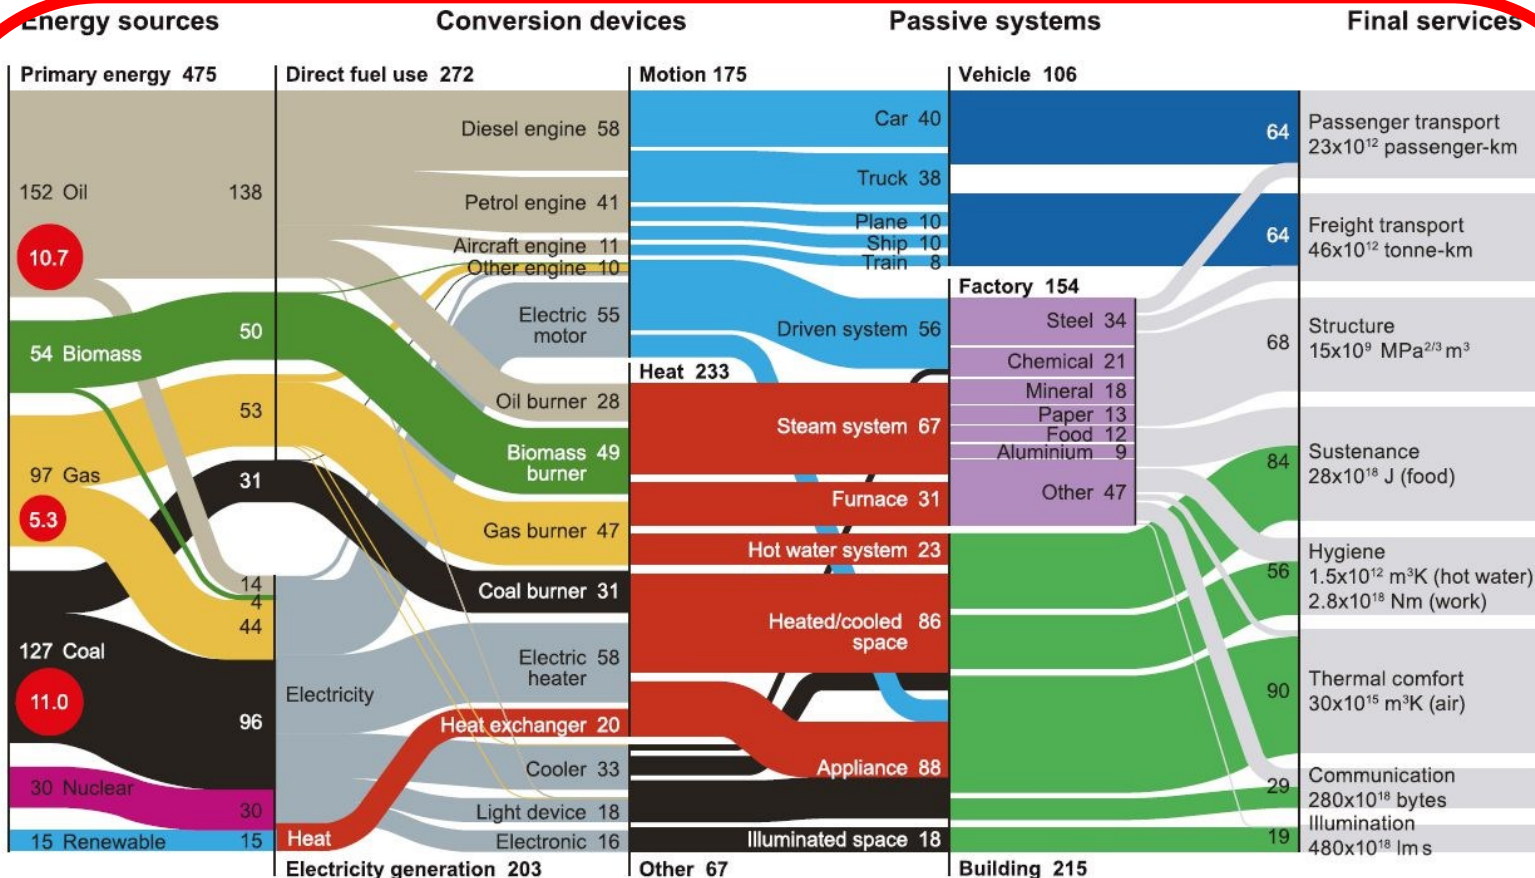 Energy sources
Conversion devices
Passive systems
Final services
Primary energy 475
152 Oil
138
10.7
54 Biomass
50
97 Gas
53
5.3
31
14
4
44
127 Coal
11.0
96
30 Nuclear
30
15 Renewable
15
Direct fuel use 272
Diesel engine 58
Petrol engine 41
Aircraft engine 11
Other engine 10
Electric 55
motor
Oil burner 28
Biomass 49
burner
Gas burner 47
Coal burner 31
Electric 58
heater
Electricity
Heat exchanger 20
Cooler 33
Light device 18
Electronic 16
Heat
Electricity generation 203
Motion 175
Car 40
Truck 38
Plane 10
Ship 10
Train 8
Driven system 56
Heat 233
Steam system 67
Furnace 31
Hot water system 23
Heated/cooled 86
space
Appliance 88
Illuminated space 18
Other 67
Vehicle 106
64
64
Factory 154
Steel 34
Chemical 21
Mineral 18
Paper 13
Food 12
Aluminium 9
Other 47
68
84
56
90
29
19
Building 215
Passenger transport
23x10¹² passenger-km
Freight transport
46x10¹² tonne-km
Structure
15x10⁹ MPa²ᐟ³ m³
Sustenance
28x10¹⁸ J (food)
Hygiene
1.5x10¹² m³K (hot water)
2.8x10¹⁸ Nm (work)
Thermal comfort
30x10¹⁵ m³K (air)
Communication
280x10¹⁸ bytes
Illumination
480x10¹⁸ lm s